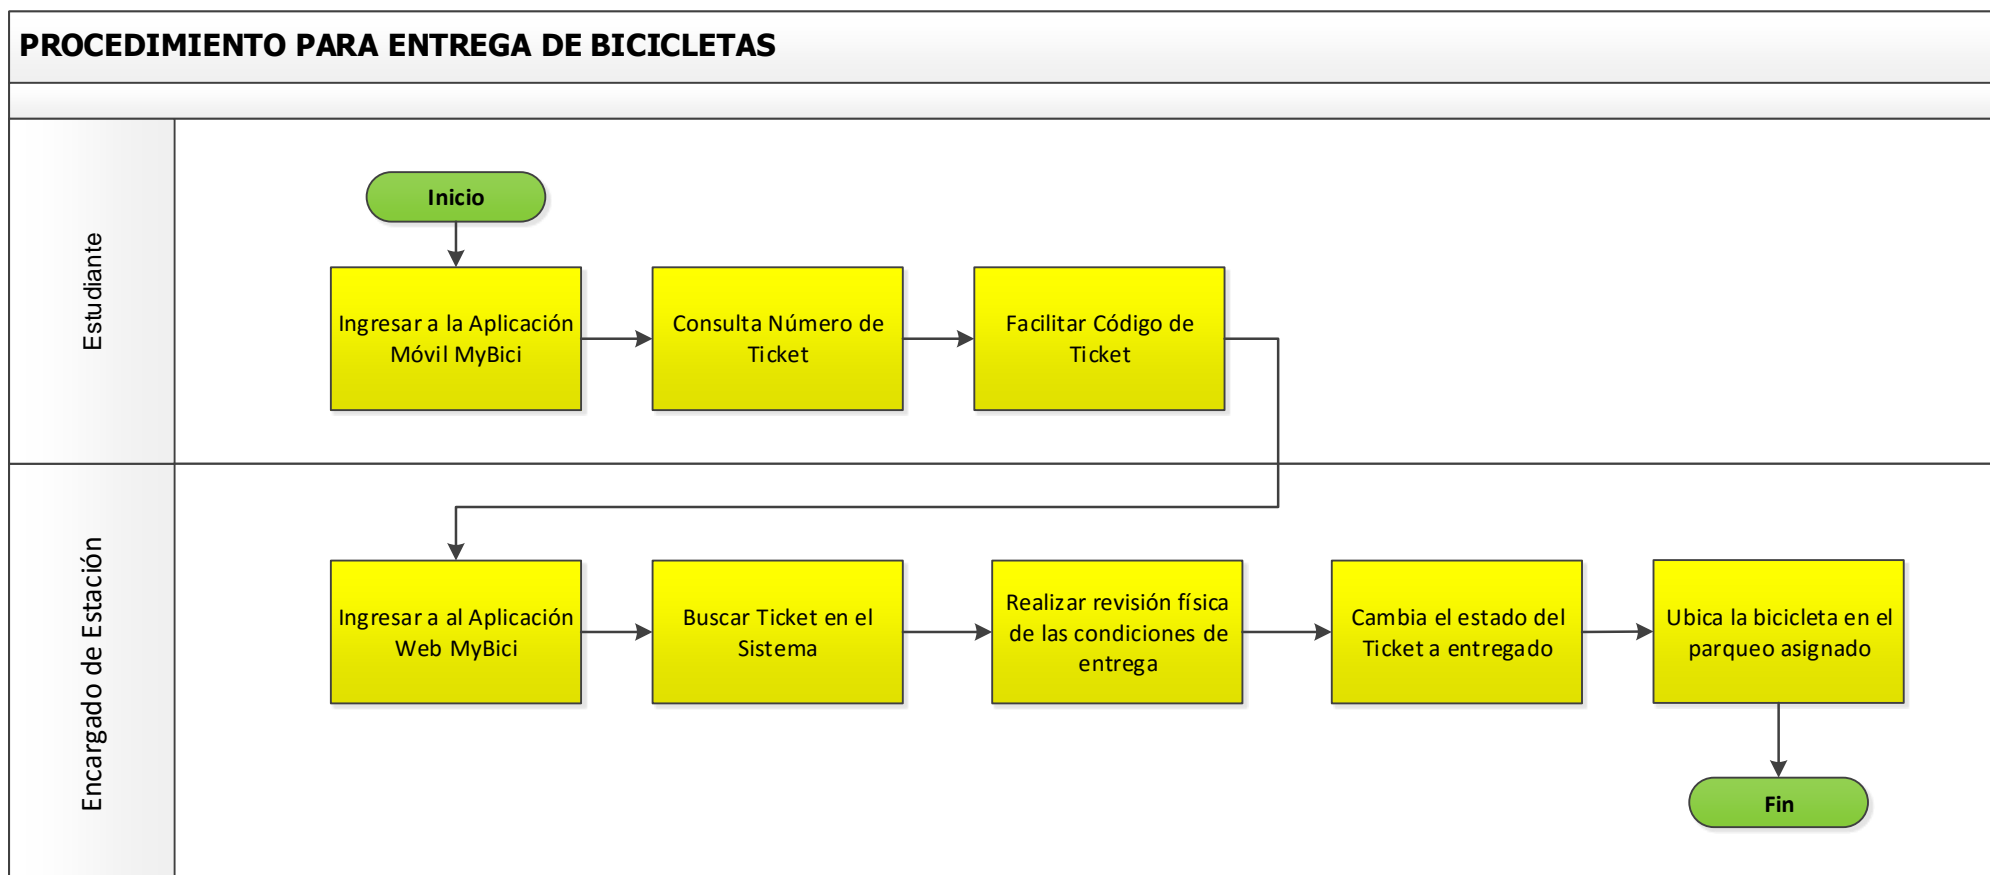 PROCEDIMIENTO PARA ENTREGA DE BICICLETAS
Estudiante
Inicio
Ingresar a la Aplicación
Móvil MyBici
Consulta Número de
Ticket
Facilitar Código de
Ticket
Encargado de Estación
Ingresar a al Aplicación
Web MyBici
Buscar Ticket en el
Sistema
Realizar revisión física
de las condiciones de
entrega
Cambia el estado del
Ticket a entregado
Ubica la bicicleta en el
parqueo asignado
Fin